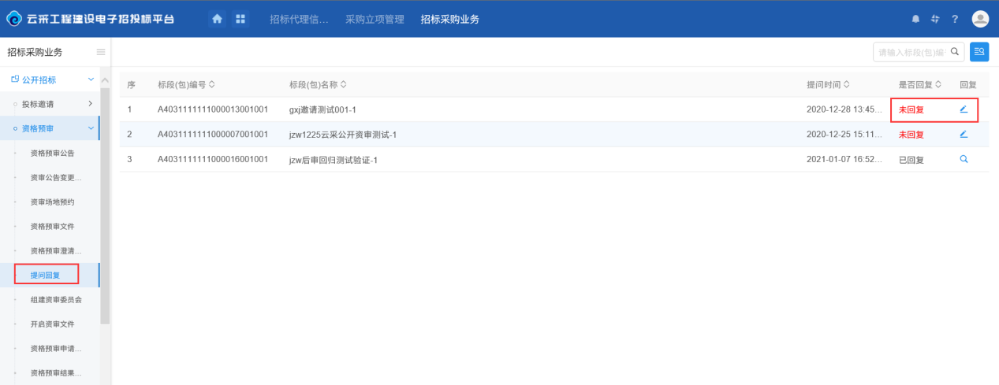 云采工程建设电子招投标平台
招标代理信... 采购立项管理 招标采购业务 ?
招标采购业务
请输入标段(包)编
公开招标
投标邀请
资格预审
资格预审公告
资审公告变更...
资审场地预约
资格预审文件
资格预审澄清...
提问回复
组建资审委员会
开启资审文件
资格预审申请...
资格预审结果...
序 标段(包)编号 标段(包)名称 提问时间 是否回复 回复
1 A4031111111000013001001 gxj邀请测试001-1 2020-12-28 13:45... 未回复
2 A4031111111000007001001 jzw1225云采公开资审测试-1 2020-12-25 15:11... 未回复
3 A4031111111000016001001 jzw后审回归测试验证-1 2021-01-07 16:52... 已回复